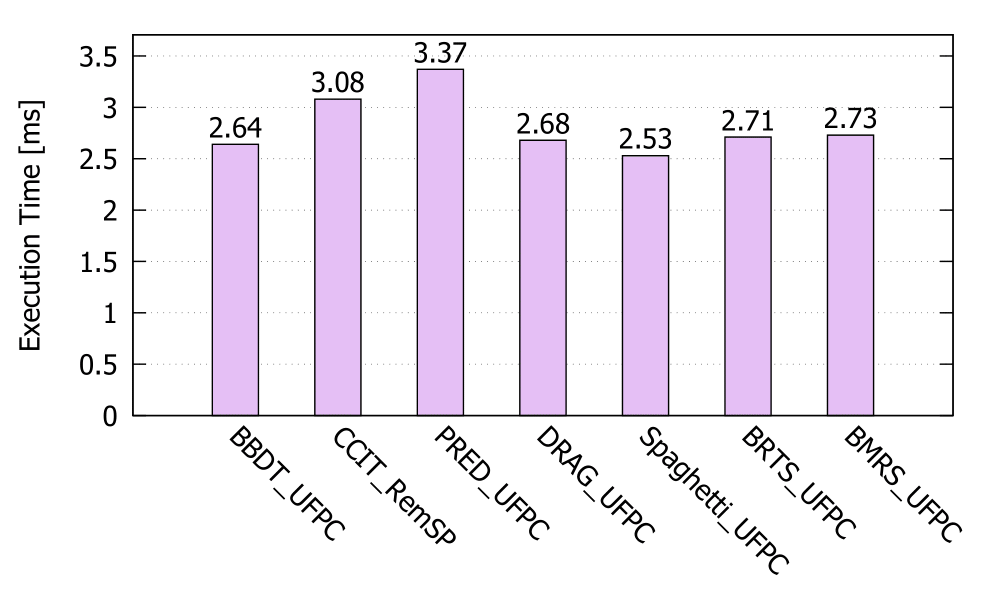 Execution Time [ms]
3.5
3
2.5
2
1.5
1
0.5
0
2.64
3.08
3.37
2.68
2.53
2.71
2.73
BBDT_UFPC
CCIT_RemSP
PRED_UFPC
DRAG_UFPC
Spaghetti_UFPC
BRTS_UFPC
BMRS_UFPC